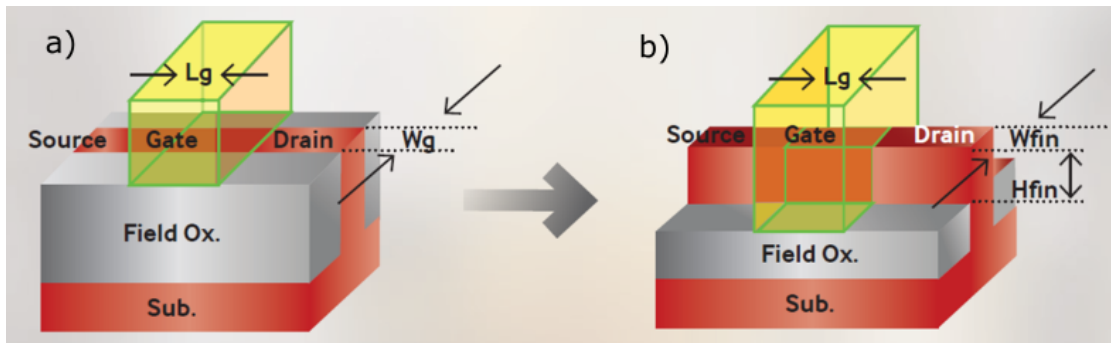 a)
Lg
Source
Gate
Drain
Wg
Field Ox.
Sub.
b)
Lg
Source
Gate
Drain
Wfin
Hfin
Field Ox.
Sub.